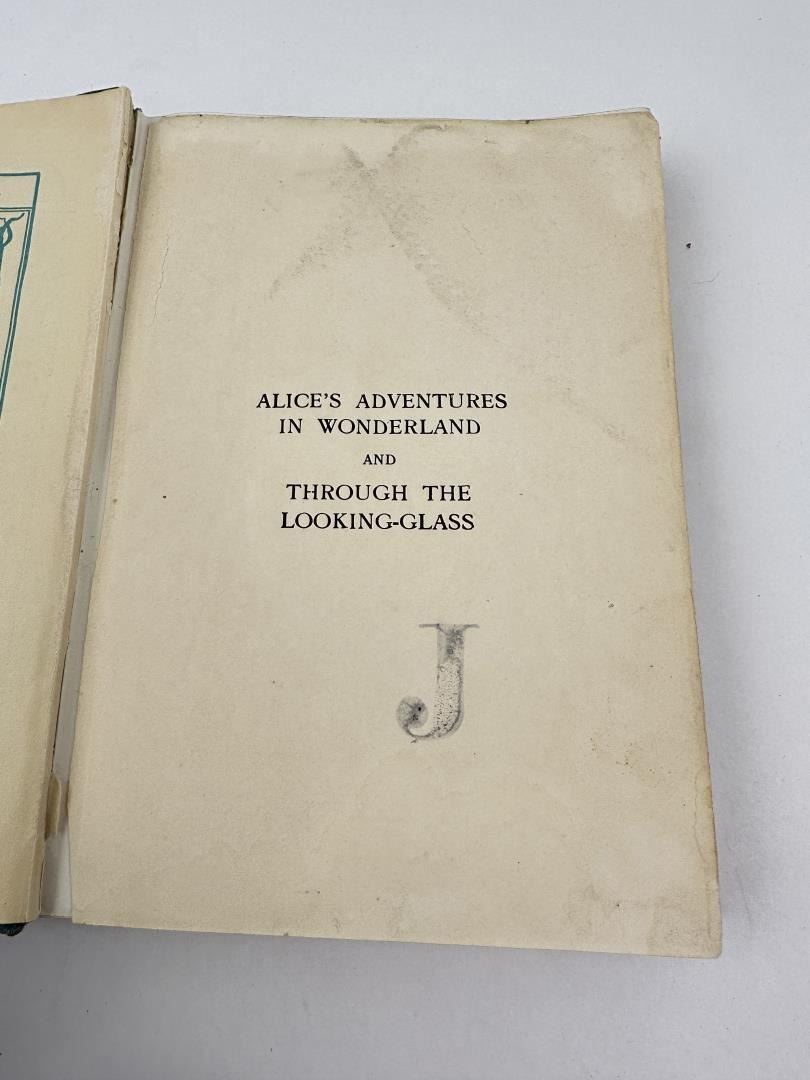 ALICE'S ADVENTURES
IN WONDERLAND
AND
THROUGH THE
LOOKING-GLASS
J